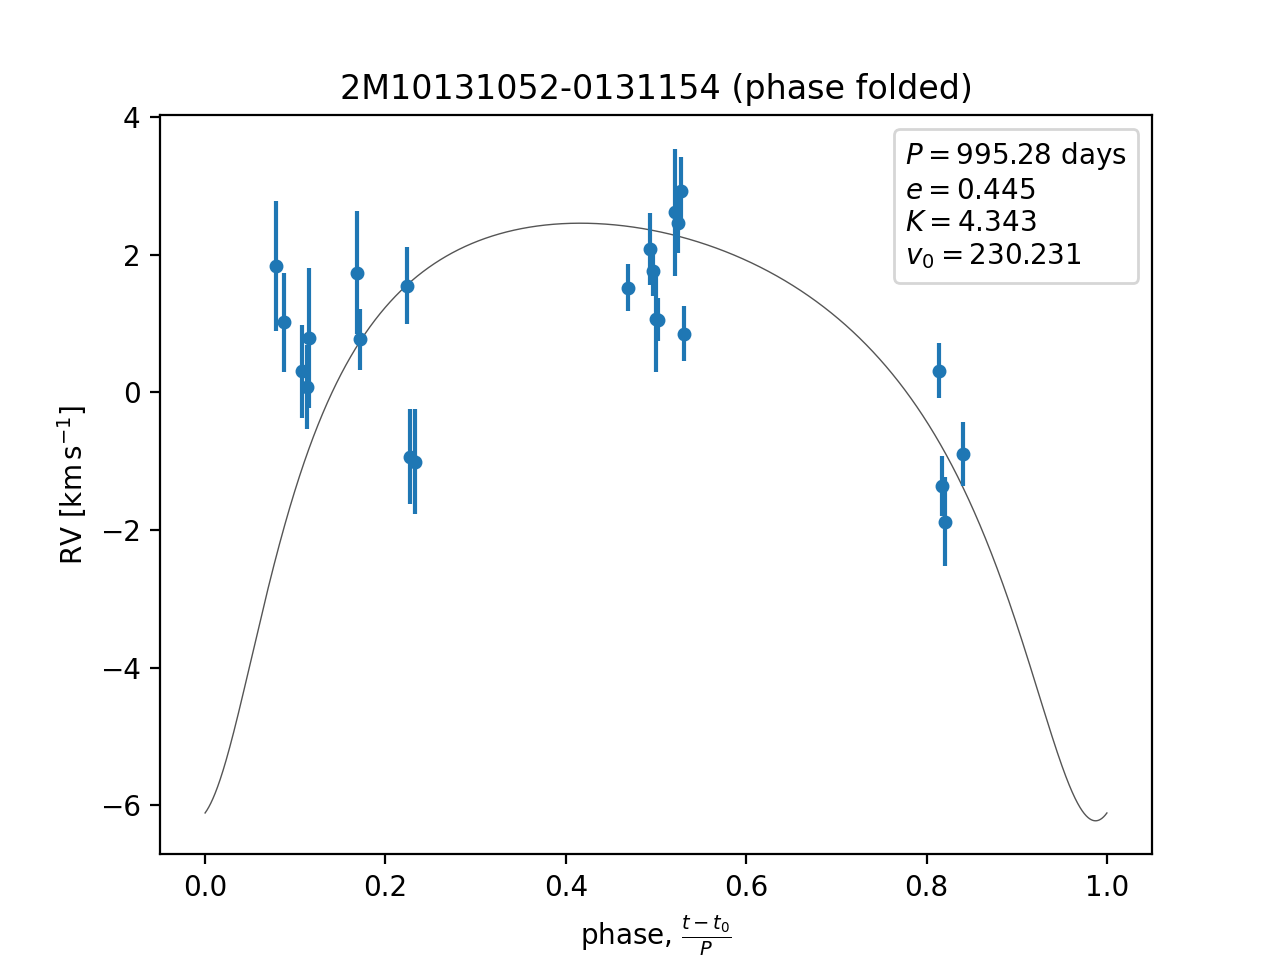 2M10131052-0131154 (phase folded)
P = 995.28 days
e = 0.445
K = 4.343
v₀ = 230.231
4
2
0
−2
−4
−6
RV [km s⁻¹]
0.0 0.2 0.4 0.6 0.8 1.0
phase, (t − t₀)/P